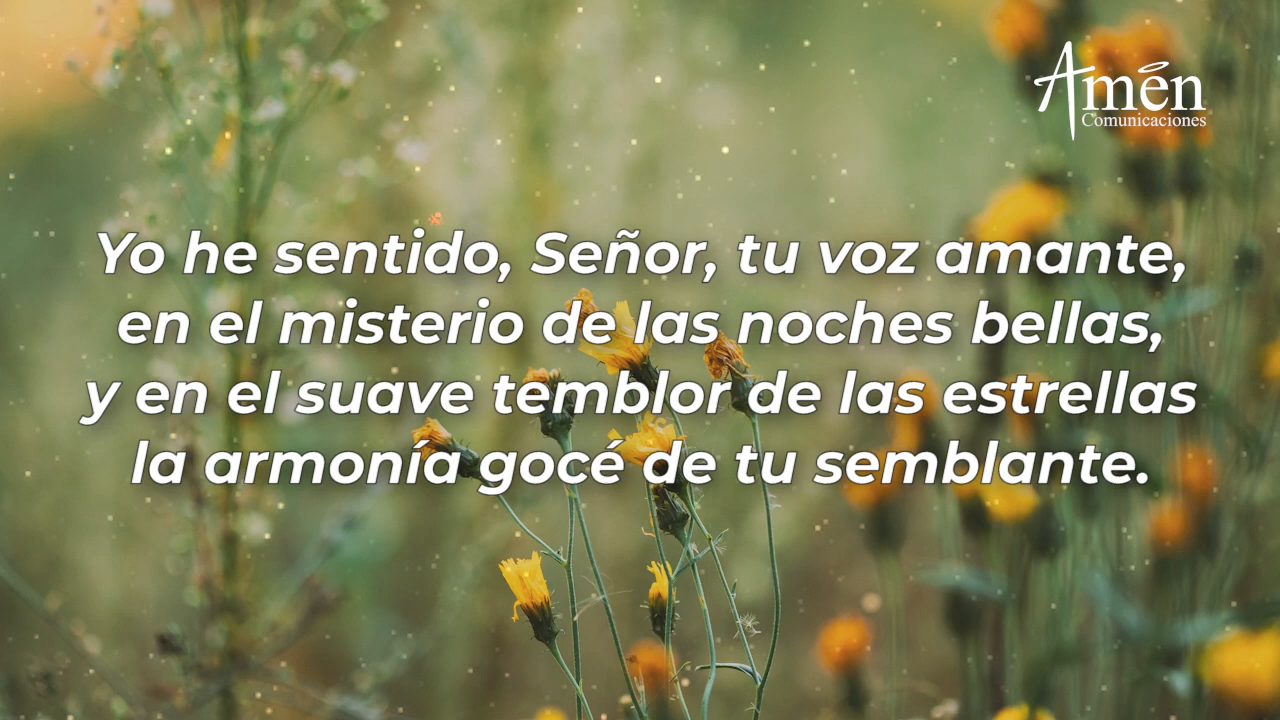 Amén
Comunicaciones
Yo he sentido, Señor, tu voz amante,
en el misterio de las noches bellas,
y en el suave temblor de las estrellas
la armonía gocé de tu semblante.